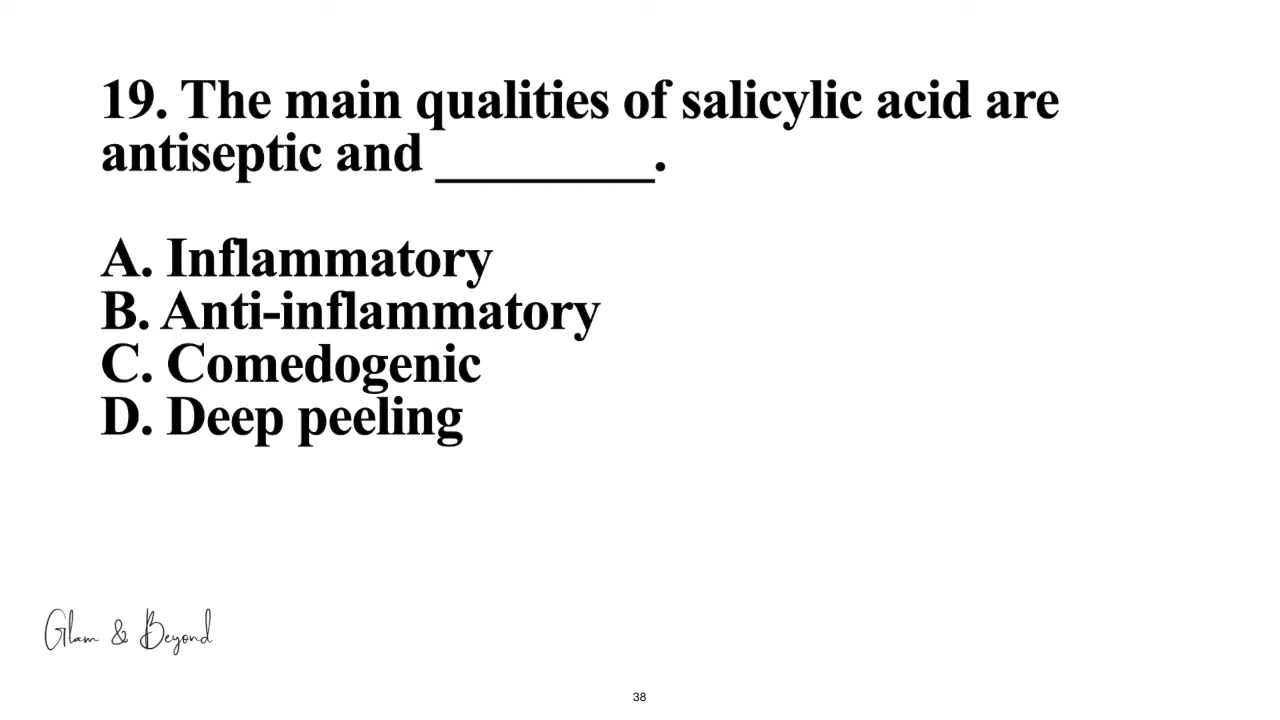 19. The main qualities of salicylic acid are
antiseptic and ________.
A. Inflammatory
B. Anti-inflammatory
C. Comedogenic
D. Deep peeling
Glam & Beyond
38